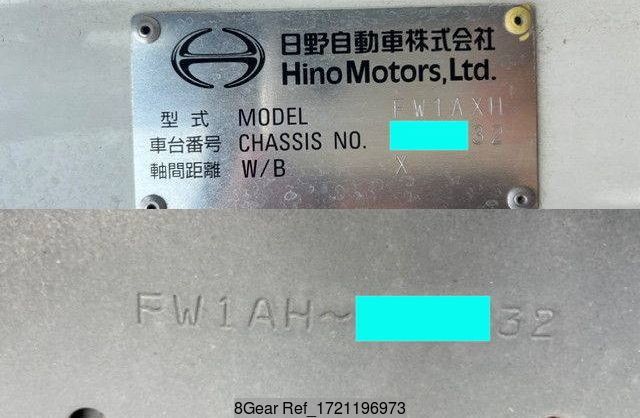 日野自動車株式会社
Hino Motors, Ltd.
型式 MODEL FW1AXH
車台番号 CHASSIS NO. 32
軸間距離 W/B X
FW1AH~ 32
8Gear Ref_1721196973